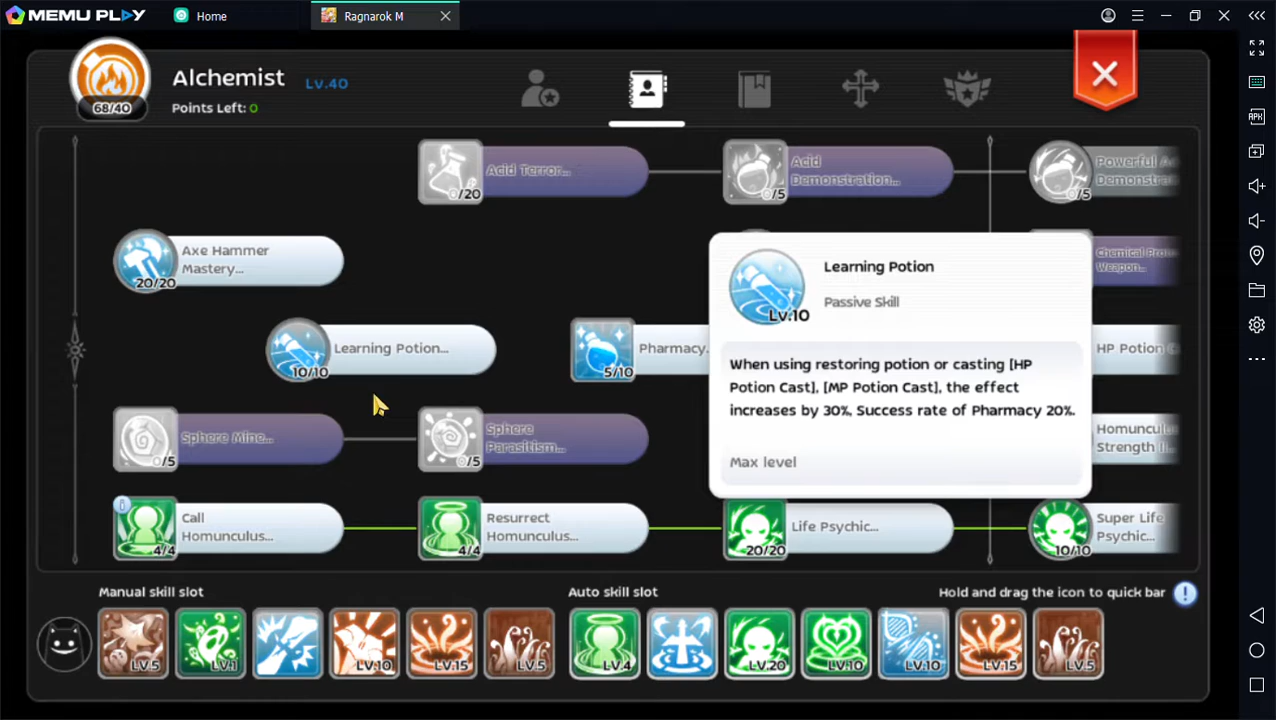 MEMU PLAY
Home
Ragnarok M
Alchemist
Lv.40
68/40
Points Left: 0
Acid Terror...
0/20
Acid
Demonstration...
0/5
Powerful
Demonstra
0/5
Axe Hammer
Mastery...
20/20
Chemical
Weapon...
Learning Potion...
10/10
Pharmacy.
5/10
HP Potion
Learning Potion
Passive Skill
Lv.10
When using restoring potion or casting [HP
Potion Cast], [MP Potion Cast], the effect
increases by 30%, Success rate of Pharmacy 20%.
Max level
Sphere Mine...
0/5
Sphere
Parasitism...
0/5
Homunculus
Strength
Call
Homunculus...
4/4
Resurrect
Homunculus...
4/4
Life Psychic...
20/20
Super Life
Psychic...
10/10
Manual skill slot
Auto skill slot
Hold and drag the icon to quick bar
LV.5
LV.1
LV.10
LV.15
LV.5
LV.4
LV.20
LV.10
LV.10
LV.15
LV.5
APK